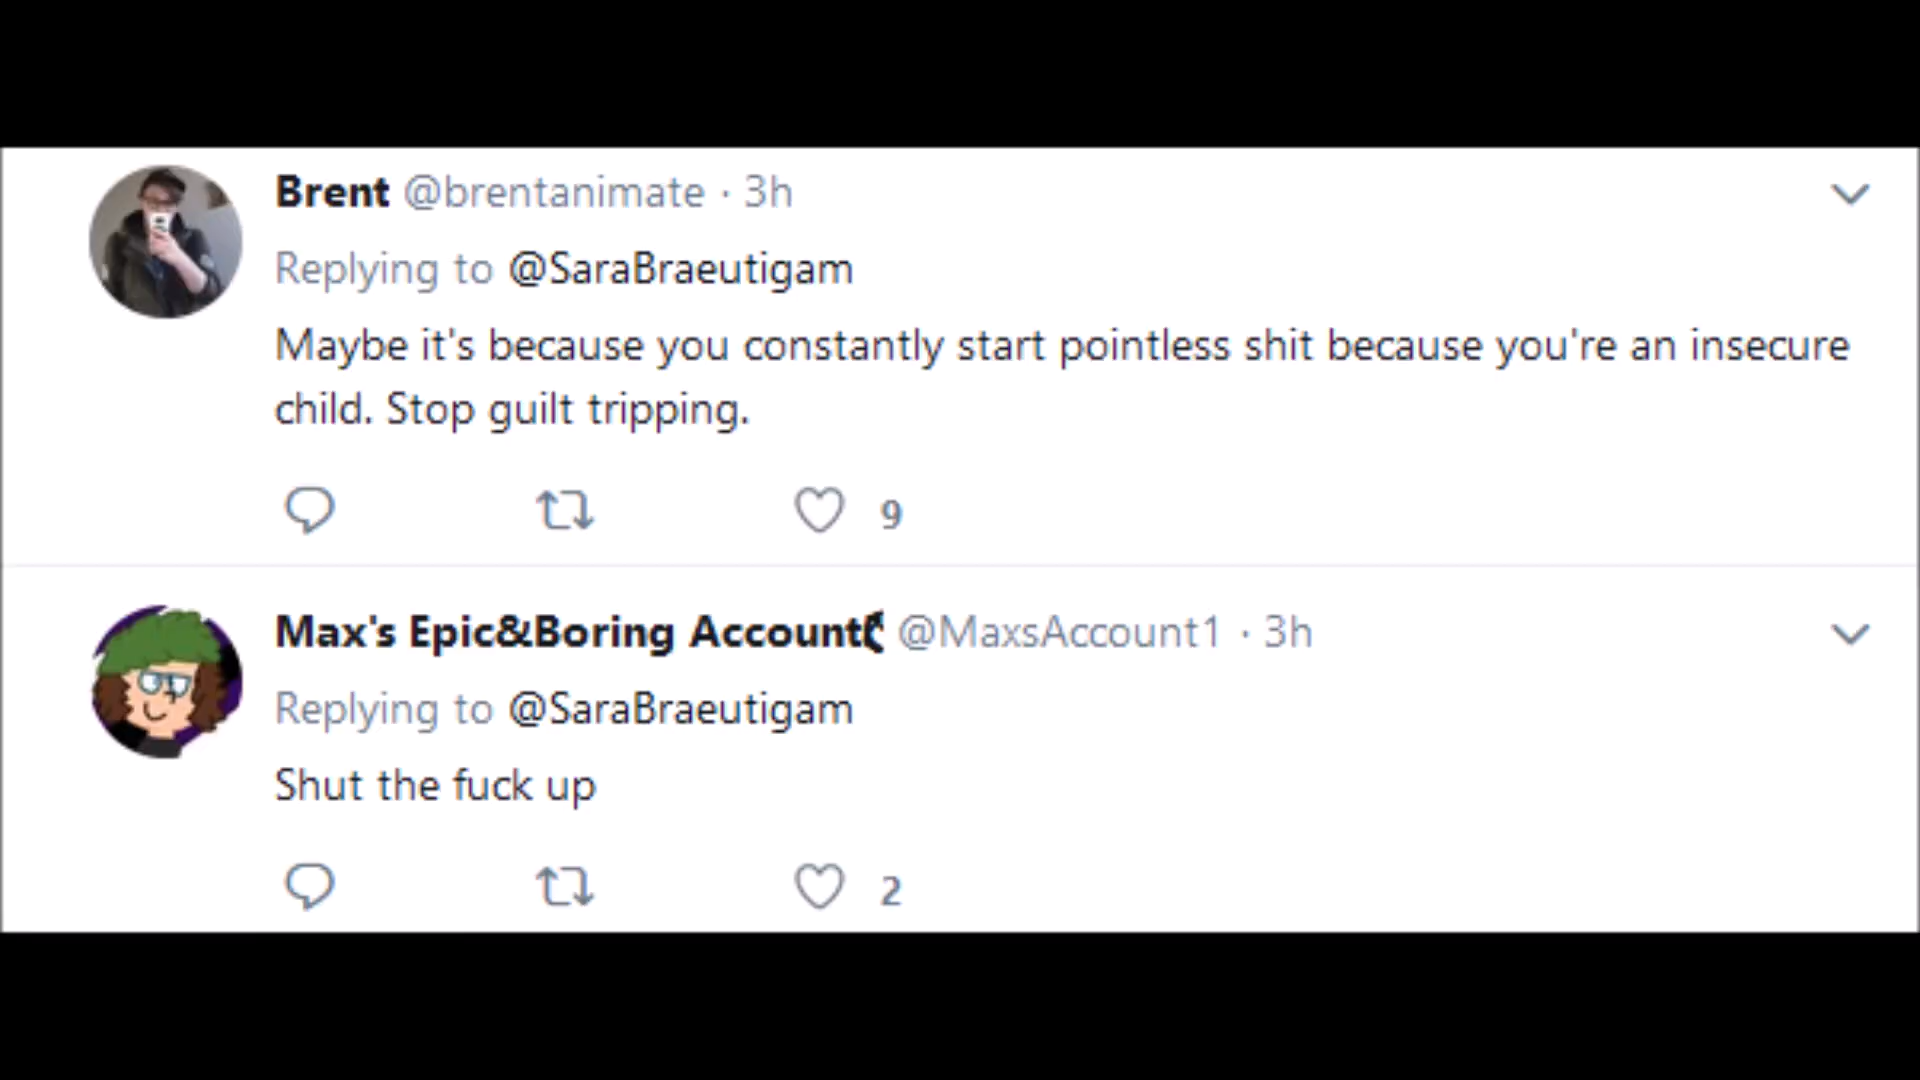 Brent @brentanimate · 3h
Replying to @SaraBraeutigam
Maybe it's because you constantly start pointless shit because you're an insecure
child. Stop guilt tripping.
9
Max's Epic&Boring Account @MaxsAccount1 · 3h
Replying to @SaraBraeutigam
Shut the fuck up
2